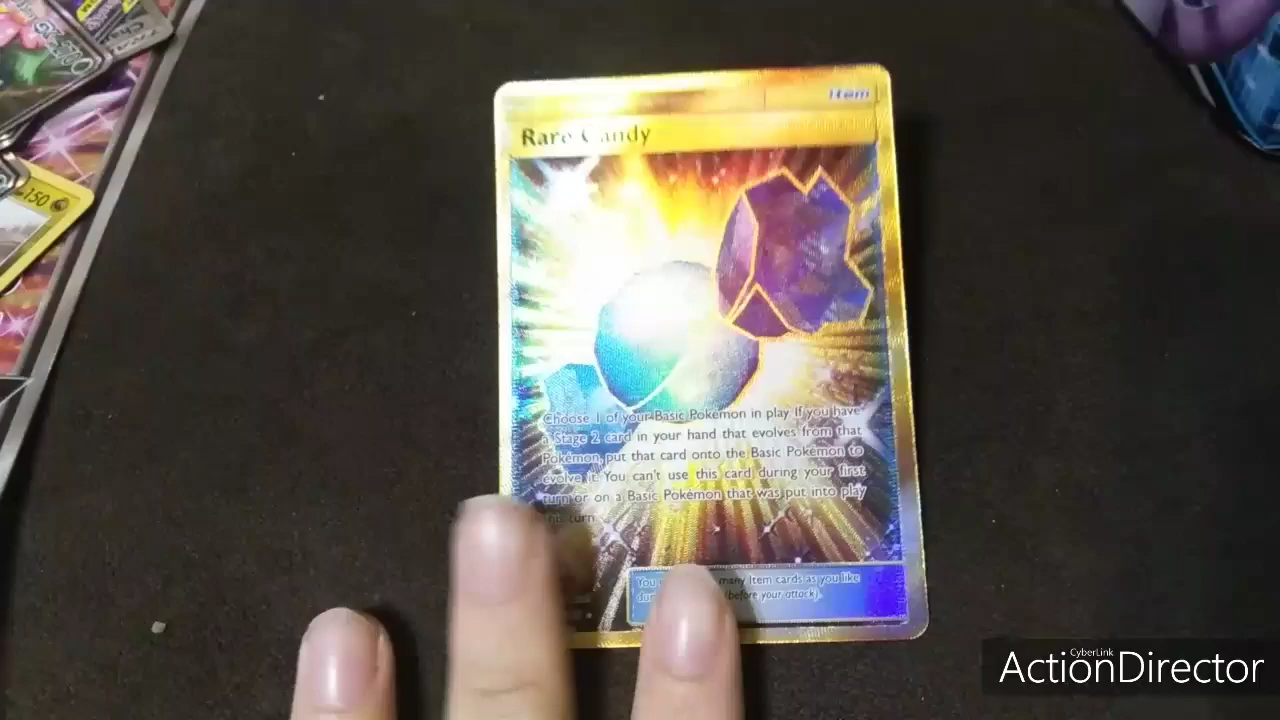 Item
Rare Candy
150
Choose 1 of your Basic Pokémon in play. If you have
a Stage 2 card in your hand that evolves from that
Pokémon, put that card onto the Basic Pokémon to
evolve it. You can't use this card during your first
turn or on a Basic Pokémon that was put into play
turn
You many Item cards as you like
(before your attack).
CyberLink
ActionDirector